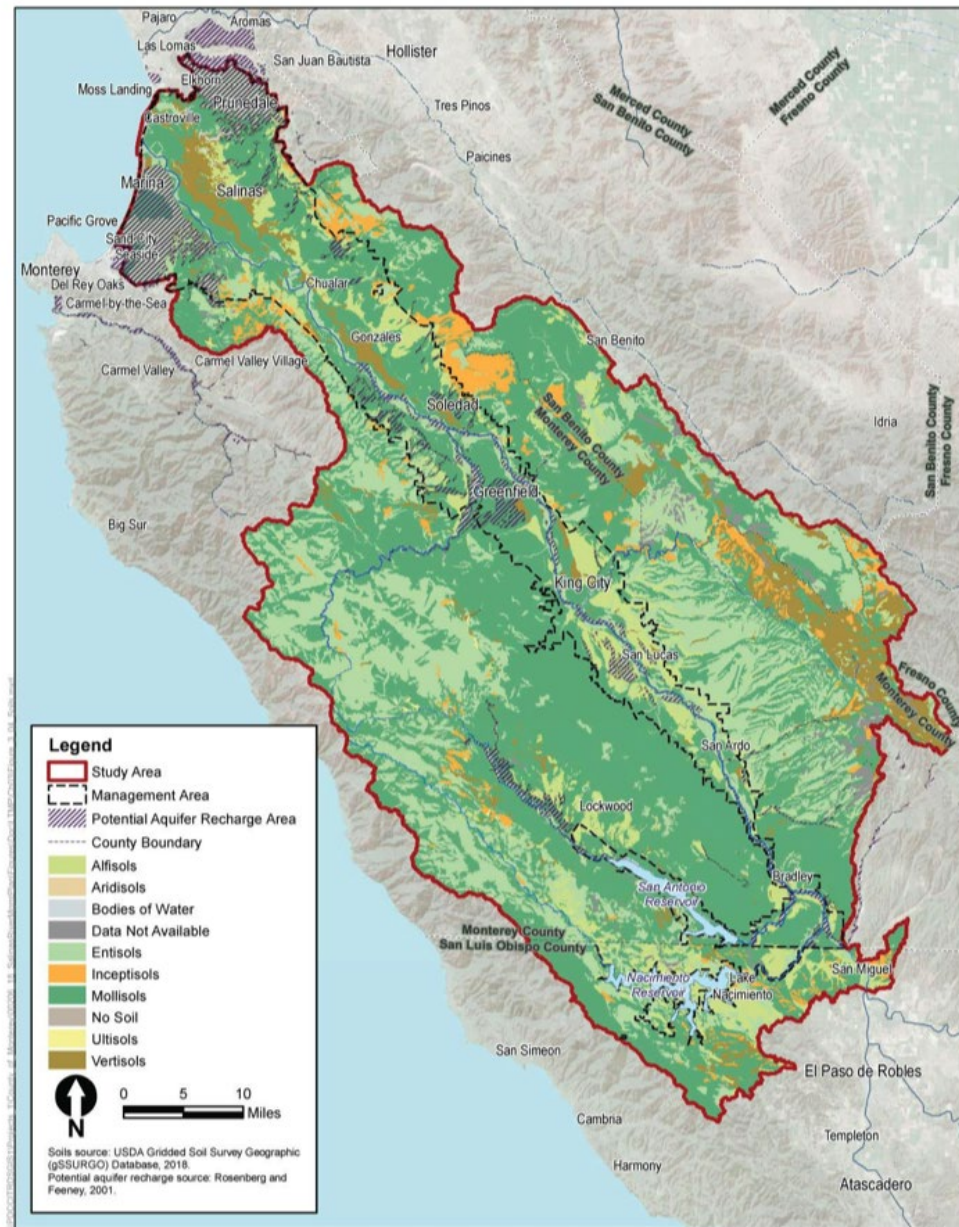 Pajaro
Aromas
Las Lomas
Hollister
San Juan Bautista
Elkhorn
Moss Landing
Prunedale
Tres Pinos
Merced County
San Benito County
Merced County
Fresno County
Castroville
Paicines
Marina
Salinas
Pacific Grove
Sand City
Seaside
Monterey
Del Rey Oaks
Chualar
Carmel-by-the-Sea
Gonzales
San Benito
Carmel Valley
Carmel Valley Village
Soledad
San Benito County
Monterey County
Idria
San Benito County
Fresno County
Greenfield
Big Sur
King City
San Lucas
Fresno County
Monterey County
San Ardo
Lockwood
Bradley
San Antonio
Reservoir
Monterey County
San Luis Obispo County
San Miguel
Nacimiento
Reservoir
Lake
Nacimiento
San Simeon
El Paso de Robles
Cambria
Templeton
Harmony
Atascadero
Legend
Study Area
Management Area
Potential Aquifer Recharge Area
County Boundary
Alfisols
Aridisols
Bodies of Water
Data Not Available
Entisols
Inceptisols
Mollisols
No Soil
Ultisols
Vertisols
N
0 5 10
Miles
Soils source: USDA Gridded Soil Survey Geographic
(gSSURGO) Database, 2018.
Potential aquifer recharge source: Rosenberg and
Feeney, 2001.